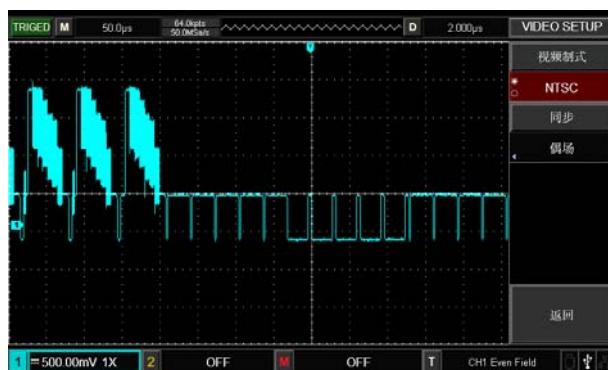 TRIGED M 50.0μs 64.0kpts D 2.000μs VIDEO SETUP
50.0MSa/s
视频制式
NTSC
同步
偶场
1
返回
1 500.00mV 1X 2 OFF M OFF T CH1 Even Field